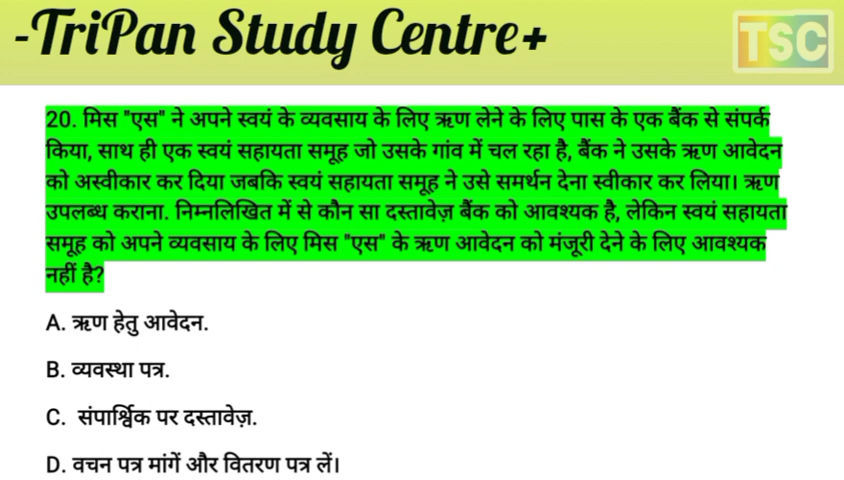 -TriPan Study Centre+
TSC
20. मिस "एस" ने अपने स्वयं के व्यवसाय के लिए ऋण लेने के लिए पास के एक बैंक से संपर्क
किया, साथ ही एक स्वयं सहायता समूह जो उसके गांव में चल रहा है, बैंक ने उसके ऋण आवेदन
को अस्वीकार कर दिया जबकि स्वयं सहायता समूह ने उसे समर्थन देना स्वीकार कर लिया। ऋण
उपलब्ध कराना. निम्नलिखित में से कौन सा दस्तावेज़ बैंक को आवश्यक है, लेकिन स्वयं सहायता
समूह को अपने व्यवसाय के लिए मिस "एस" के ऋण आवेदन को मंजूरी देने के लिए आवश्यक
नहीं है?
A. ऋण हेतु आवेदन.
B. व्यवस्था पत्र.
C. संपार्श्विक पर दस्तावेज़.
D. वचन पत्र मांगें और वितरण पत्र लें।